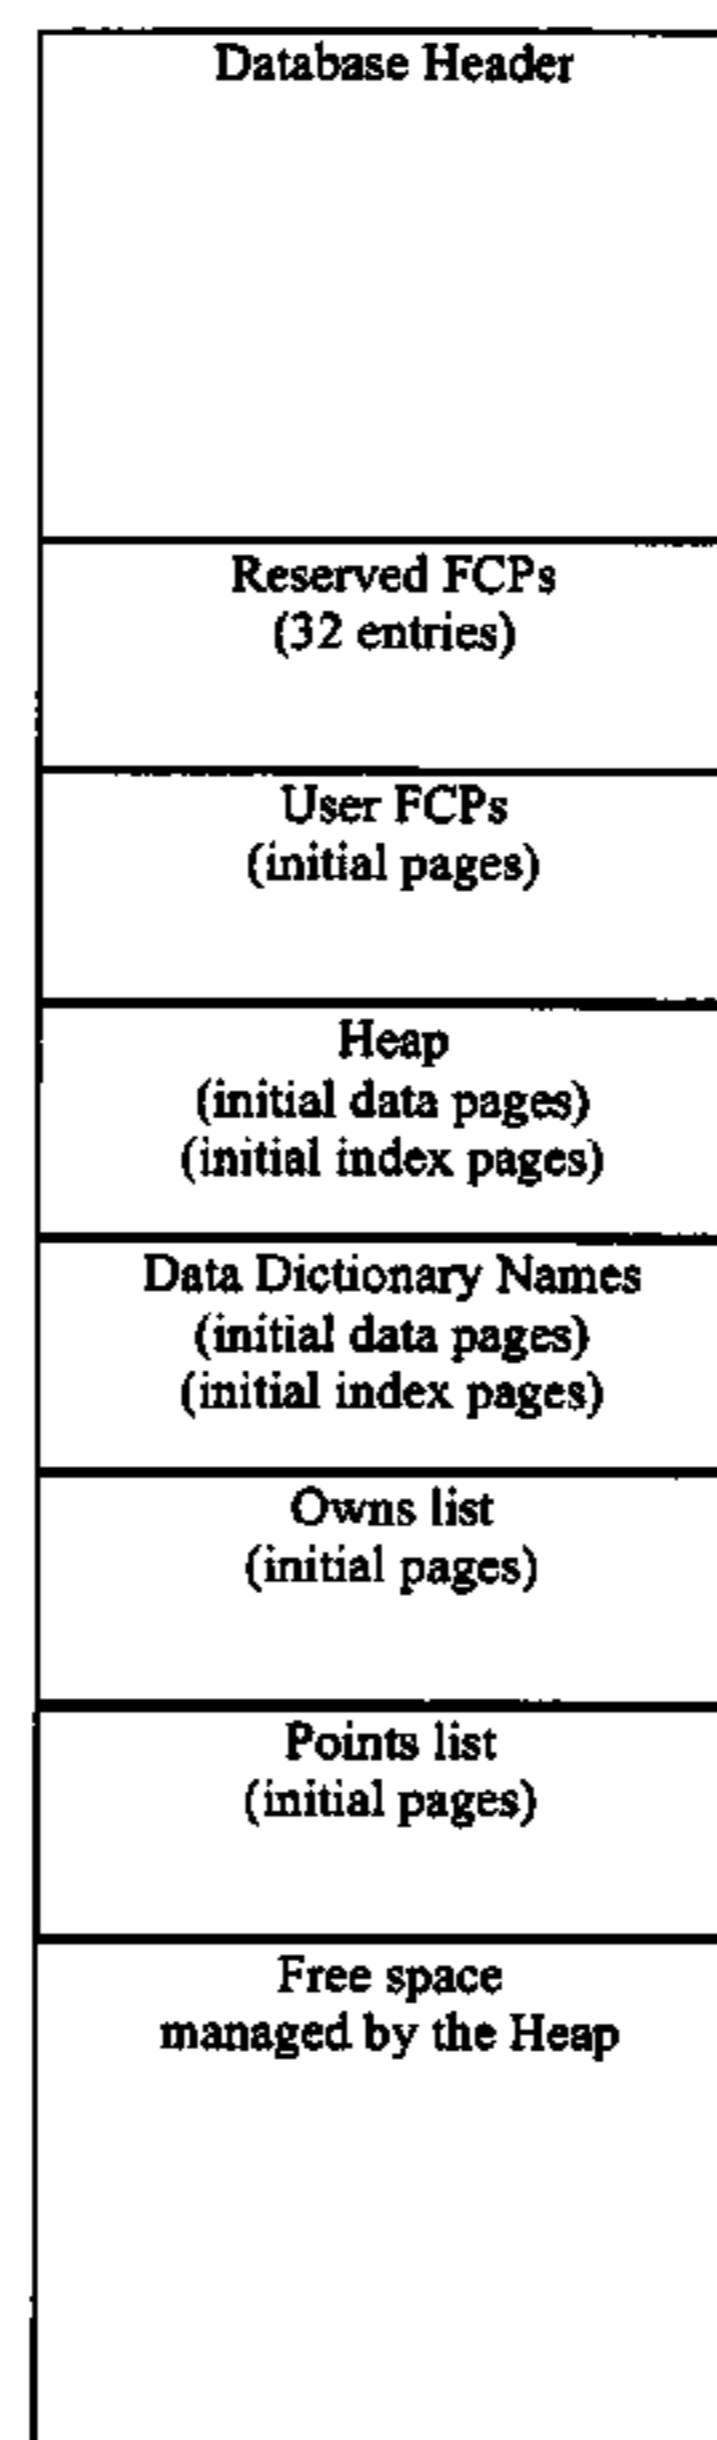 Database Header
Reserved FCPs
(32 entries)
User FCPs
(initial pages)
Heap
(initial data pages)
(initial index pages)
Data Dictionary Names
(initial data pages)
(initial index pages)
Owns list
(initial pages)
Points list
(initial pages)
Free space
managed by the Heap